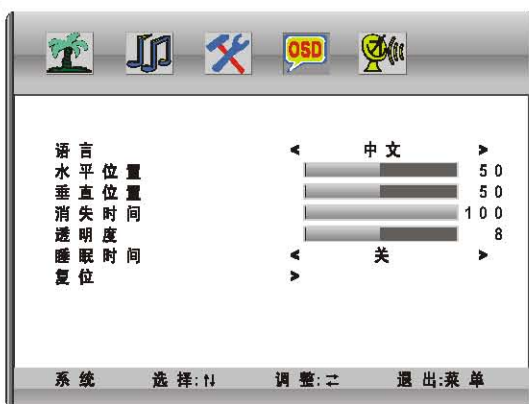 OSD
语言 < 中文 >
水平位置 50
垂直位置 50
消失时间 100
透明度 8
睡眠时间 < 关 >
复位 >
系统 选择:↑↓ 调整:⇄ 退出:菜单